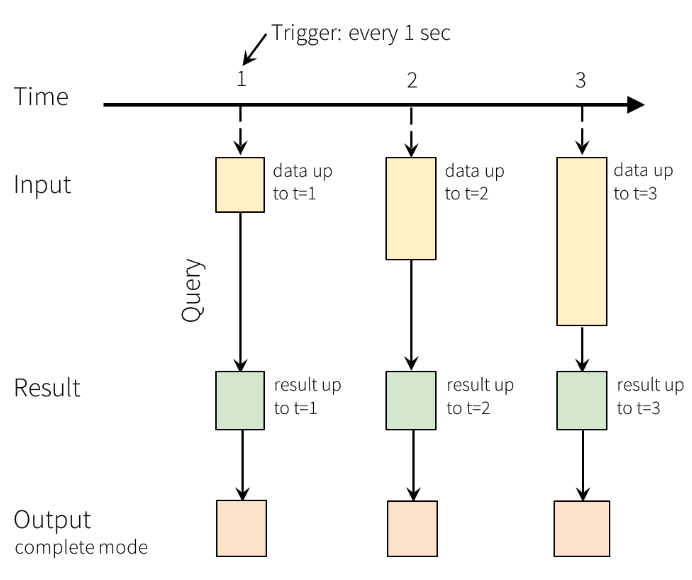 Trigger: every 1 sec
1
2
3
Time
Input
data up
to t=1
data up
to t=2
data up
to t=3
Query
Result
result up
to t=1
result up
to t=2
result up
to t=3
Output
complete mode